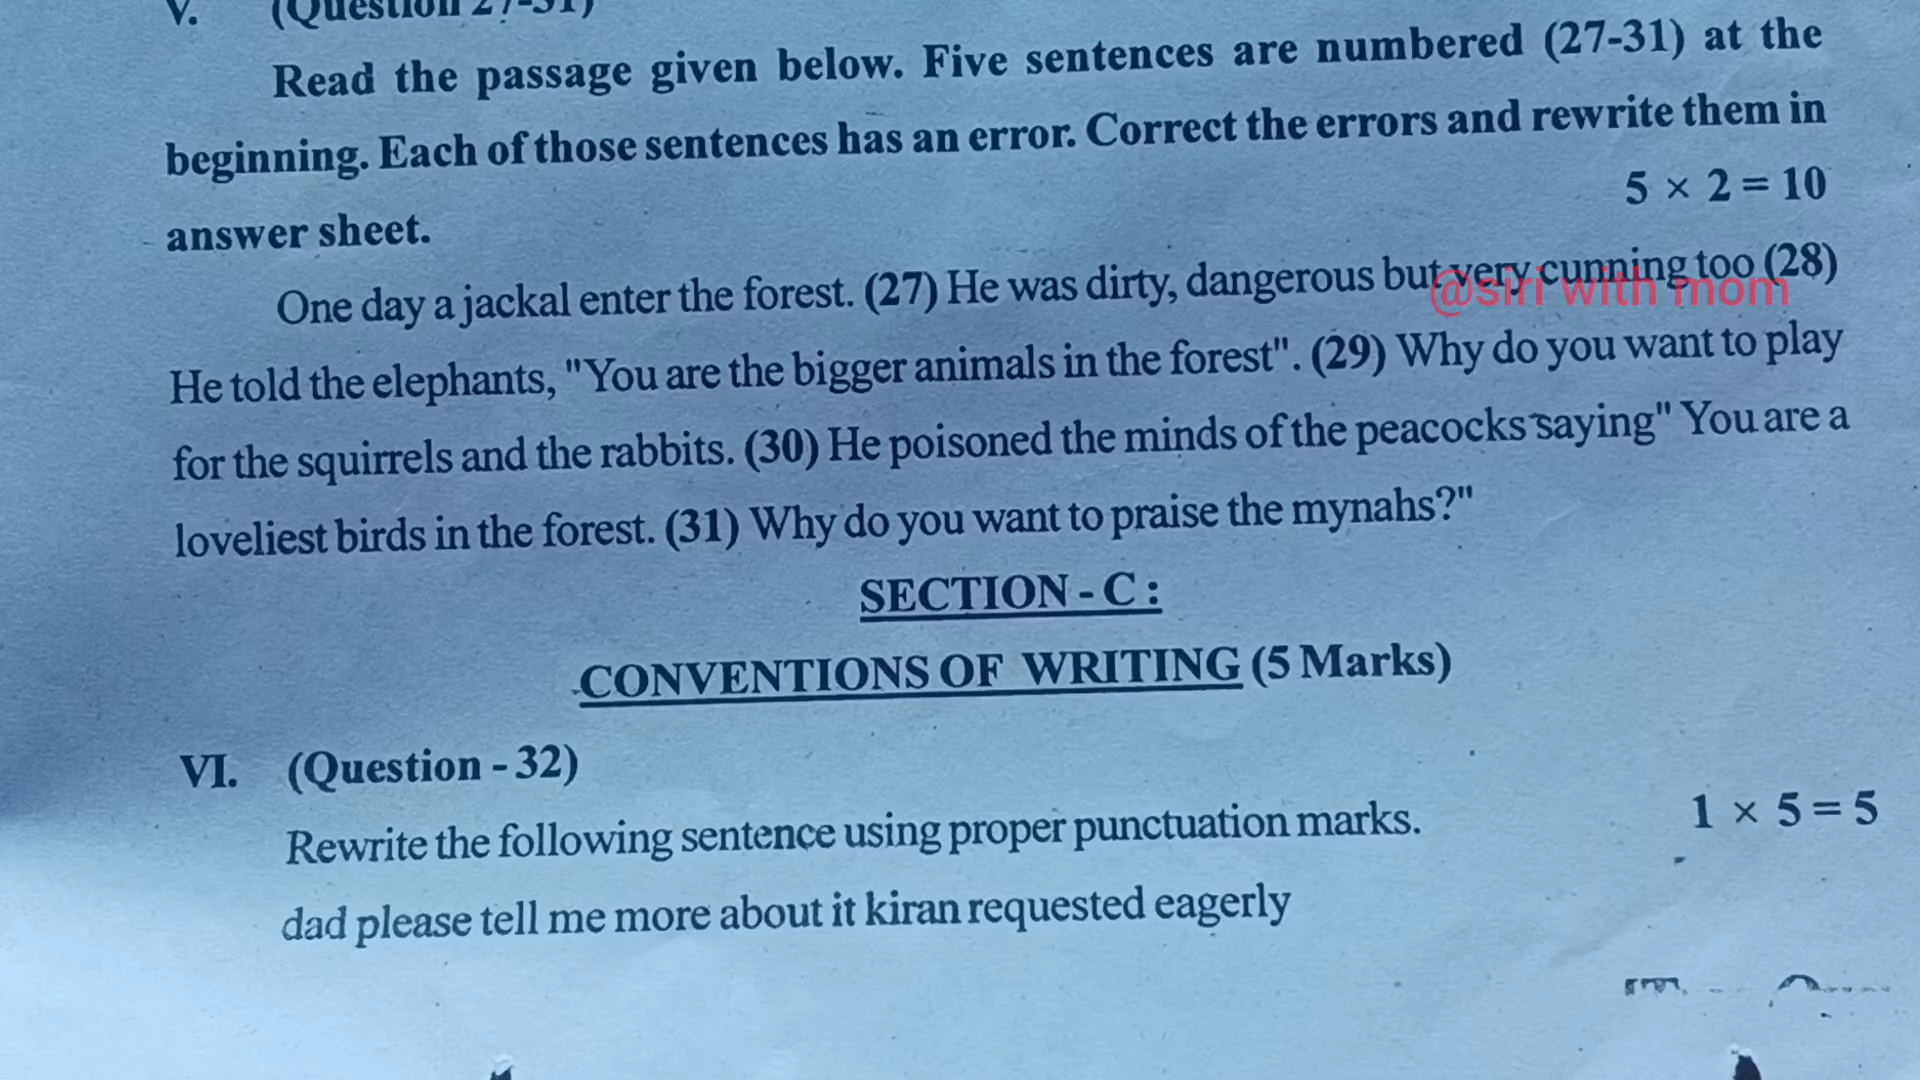 V. (Question 27-31)
Read the passage given below. Five sentences are numbered (27-31) at the
beginning. Each of those sentences has an error. Correct the errors and rewrite them in
answer sheet.
5 × 2 = 10
One day a jackal enter the forest. (27) He was dirty, dangerous but very cunning too (28)
@siri with mom
He told the elephants, "You are the bigger animals in the forest". (29) Why do you want to play
for the squirrels and the rabbits. (30) He poisoned the minds of the peacocks saying" You are a
loveliest birds in the forest. (31) Why do you want to praise the mynahs?"
SECTION - C :
CONVENTIONS OF WRITING (5 Marks)
VI. (Question - 32)
Rewrite the following sentence using proper punctuation marks.
1 × 5 = 5
dad please tell me more about it kiran requested eagerly